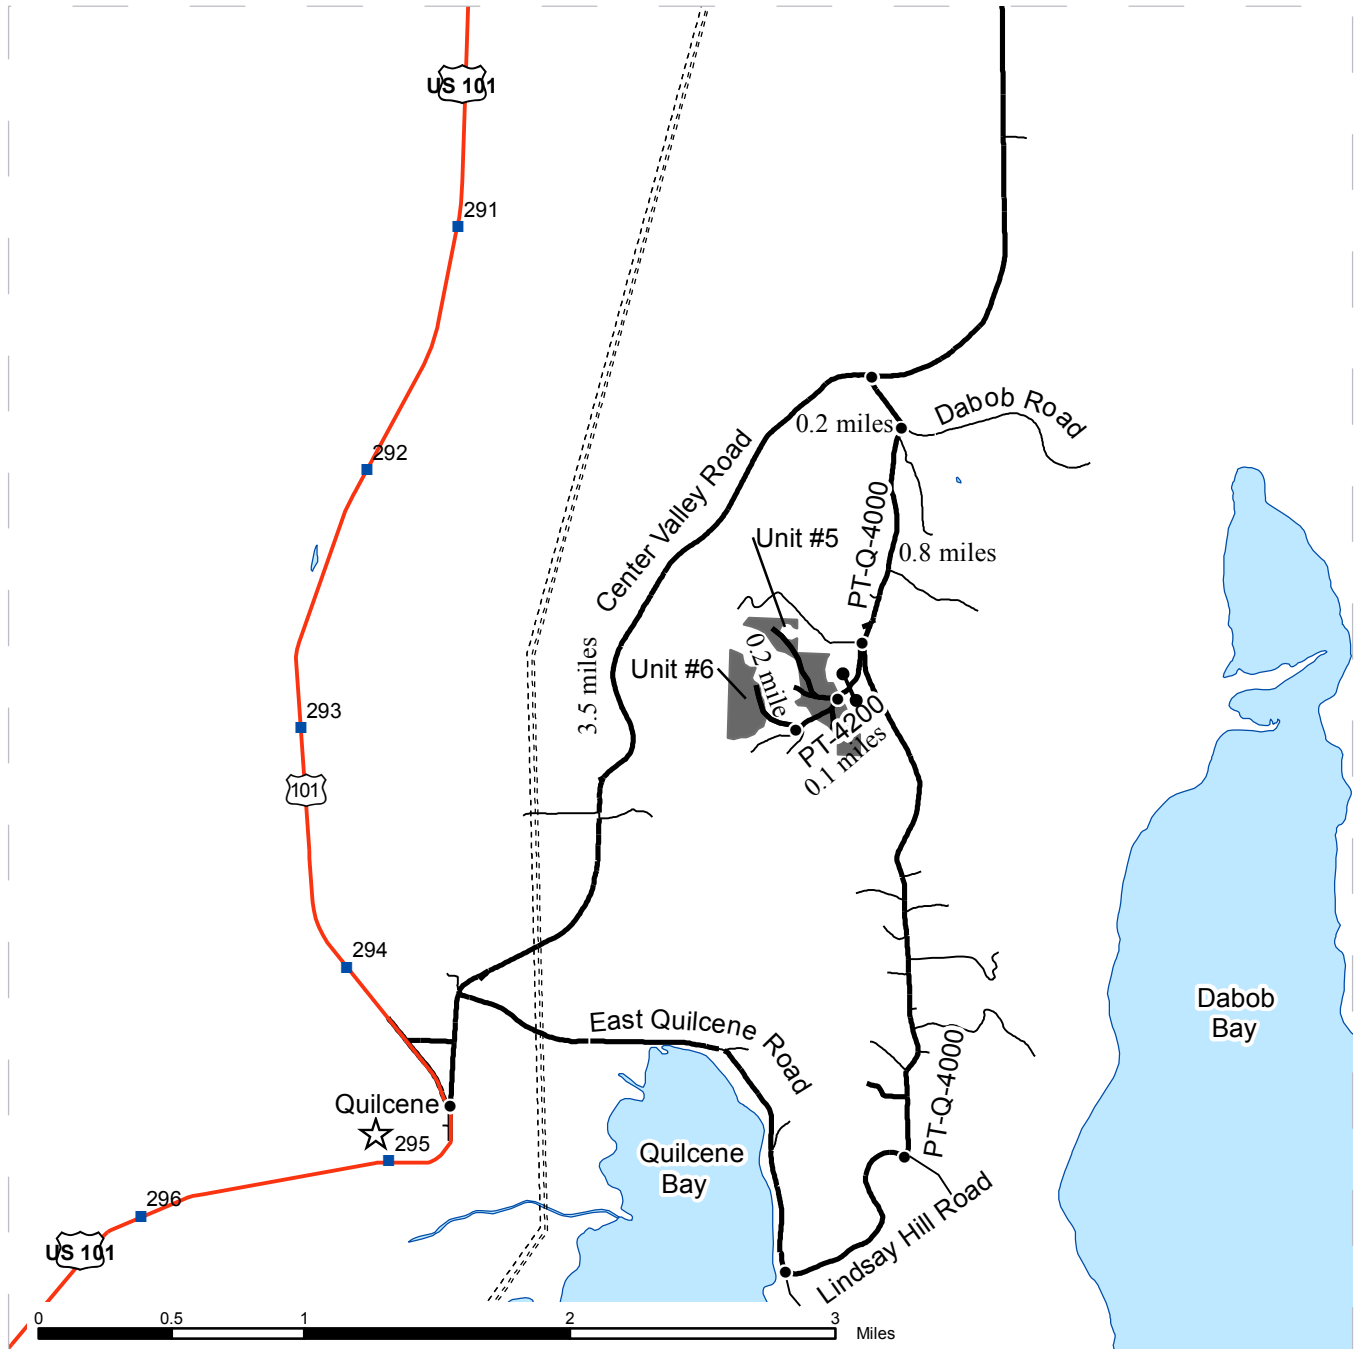 US 101
291
Dabob Road
0.2 miles
292
Center Valley Road
PT-Q-4000
Unit #5
0.8 miles
3.5 miles
Unit #6
0.2 mile
293
PT-4200
0.1 miles
101
294
Dabob
Bay
East Quilcene Road
PT-Q-4000
Quilcene
295
Quilcene
Bay
296
Lindsay Hill Road
US 101
0 0.5 1 2 3
Miles